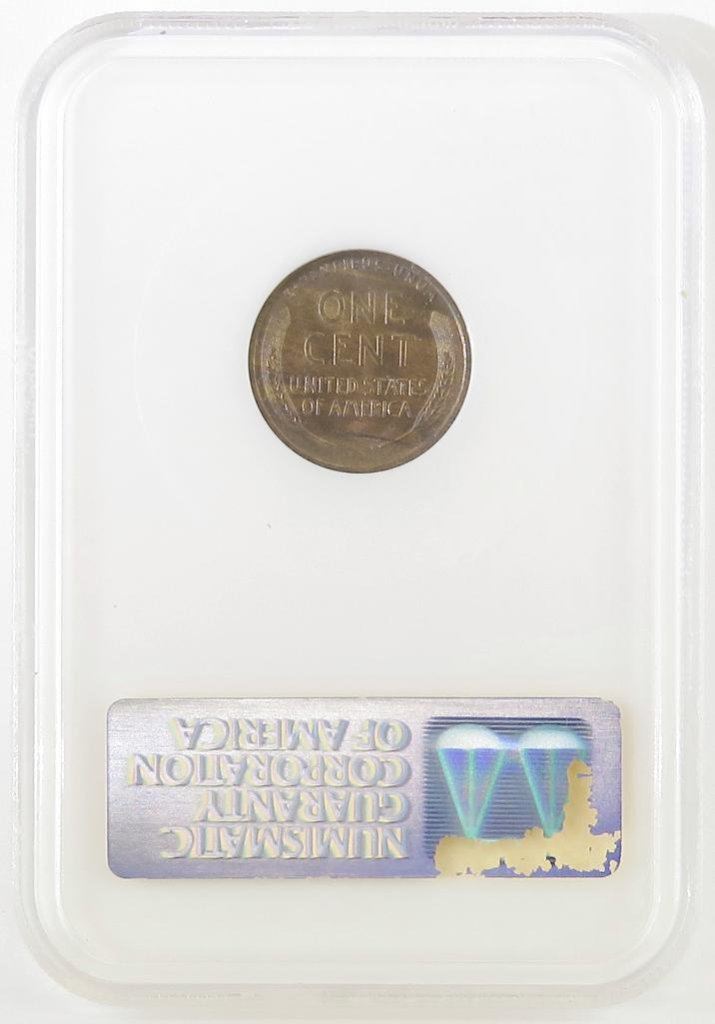 E·PLURIBUS·UNUM
ONE
CENT
UNITED STATES
OF AMERICA
NUMISMATIC
GUARANTY
CORPORATION
OF AMERICA